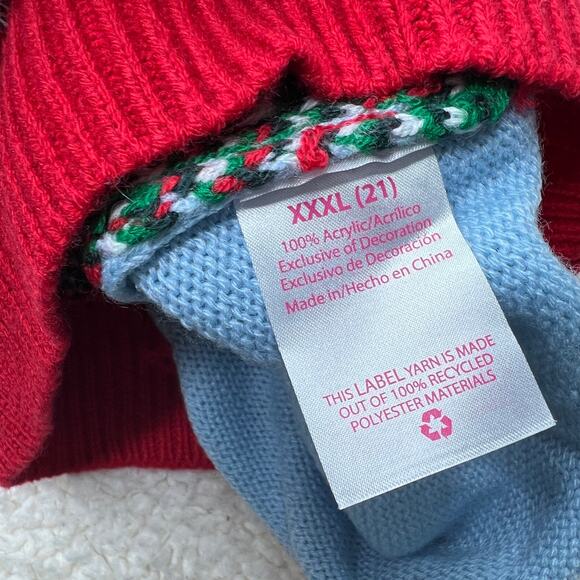 XXXL (21)
100% Acrylic/Acrílico
Exclusive of Decoration
Exclusivo de Decoración
Made in/Hecho en China
THIS LABEL YARN IS MADE
OUT OF 100% RECYCLED
POLYESTER MATERIALS